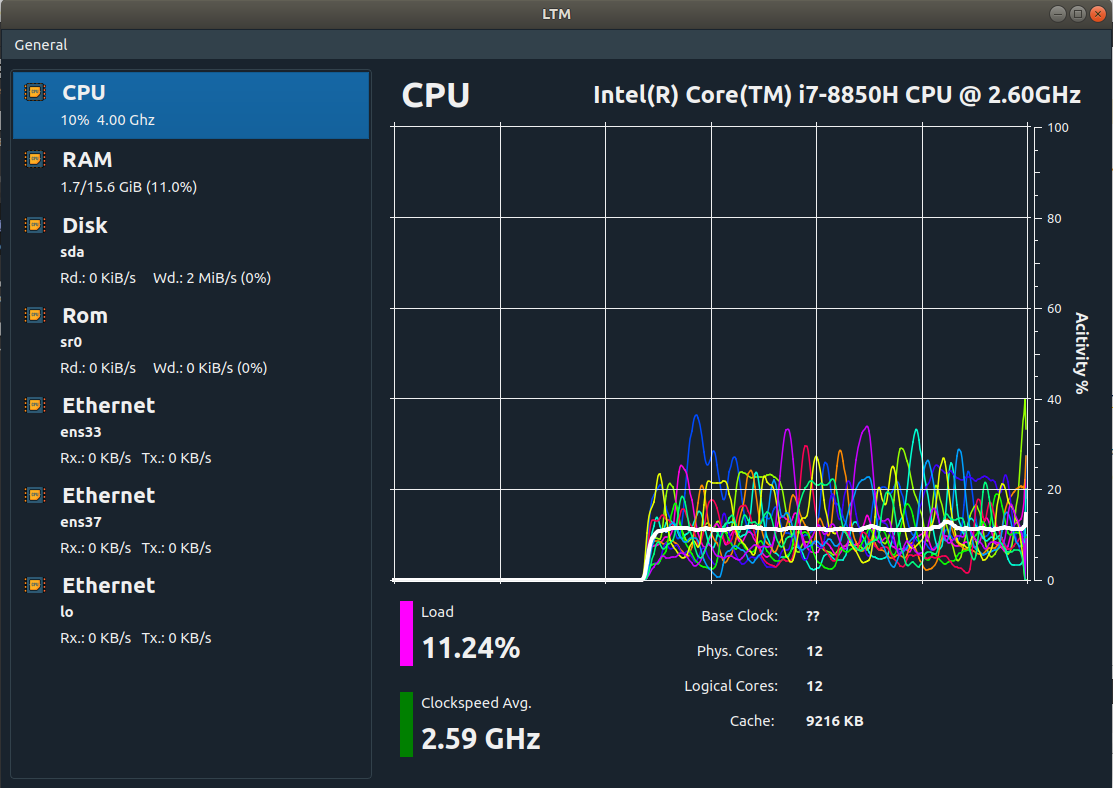 LTM
General
CPU
10% 4.00 Ghz
RAM
1.7/15.6 GiB (11.0%)
Disk
sda
Rd.: 0 KiB/s Wd.: 2 MiB/s (0%)
Rom
sr0
Rd.: 0 KiB/s Wd.: 0 KiB/s (0%)
Ethernet
ens33
Rx.: 0 KB/s Tx.: 0 KB/s
Ethernet
ens37
Rx.: 0 KB/s Tx.: 0 KB/s
Ethernet
lo
Rx.: 0 KB/s Tx.: 0 KB/s
CPU Intel(R) Core(TM) i7-8850H CPU @ 2.60GHz
100
80
60
40
20
0
Acitivity %
Load
11.24%
Clockspeed Avg.
2.59 GHz
Base Clock: ??
Phys. Cores: 12
Logical Cores: 12
Cache: 9216 KB